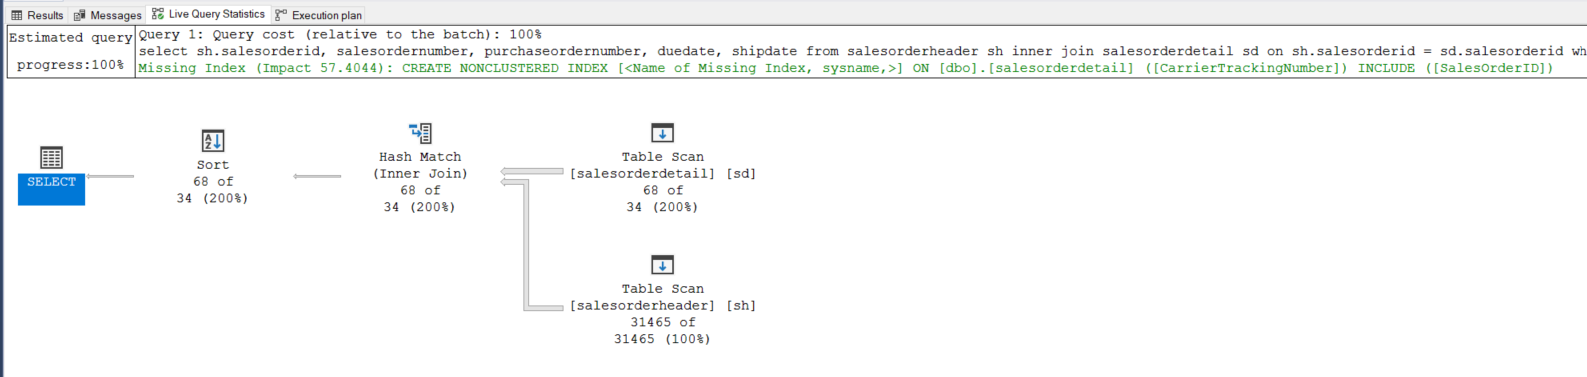 Results Messages Live Query Statistics Execution plan
Estimated query progress:100%
Query 1: Query cost (relative to the batch): 100%
select sh.salesorderid, salesordernumber, purchaseordernumber, duedate, shipdate from salesorderheader sh inner join salesorderdetail sd on sh.salesorderid = sd.salesorderid wh
Missing Index (Impact 57.4044): CREATE NONCLUSTERED INDEX [<Name of Missing Index, sysname,>] ON [dbo].[salesorderdetail] ([CarrierTrackingNumber]) INCLUDE ([SalesOrderID])
SELECT
Sort
68 of
34 (200%)
Hash Match
(Inner Join)
68 of
34 (200%)
Table Scan
[salesorderdetail] [sd]
68 of
34 (200%)
Table Scan
[salesorderheader] [sh]
31465 of
31465 (100%)